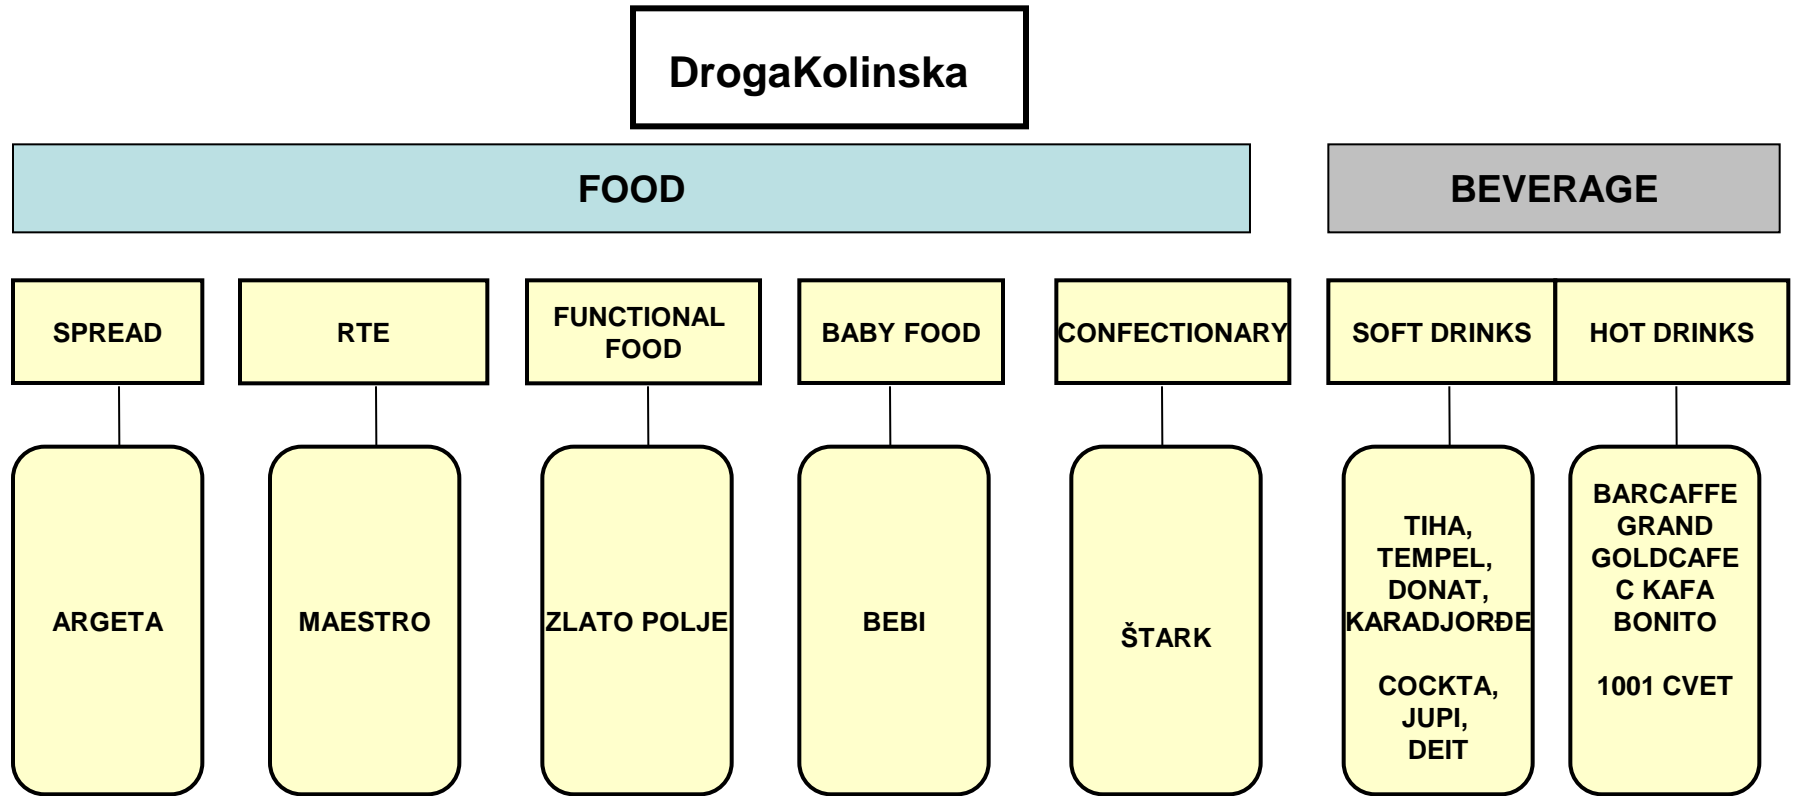 DrogaKolinska
FOOD
BEVERAGE
SPREAD
RTE
FUNCTIONAL
FOOD
BABY FOOD
CONFECTIONARY
SOFT DRINKS
HOT DRINKS
ARGETA
MAESTRO
ZLATO POLJE
BEBI
ŠTARK
TIHA,
TEMPEL,
DONAT,
KARADJORĐE
COCKTA,
JUPI,
DEIT
BARCAFFE
GRAND
GOLDCAFE
C KAFA
BONITO
1001 CVET